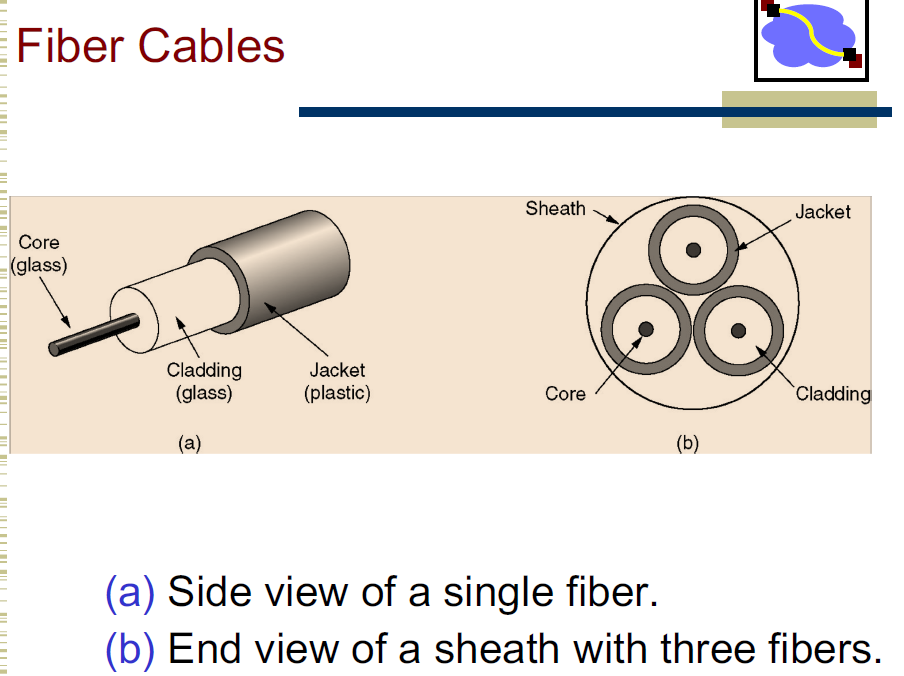 Fiber Cables
Core
(glass)
Cladding
(glass)
Jacket
(plastic)
(a)
Sheath
Jacket
Core
Cladding
(b)
(a) Side view of a single fiber.
(b) End view of a sheath with three fibers.